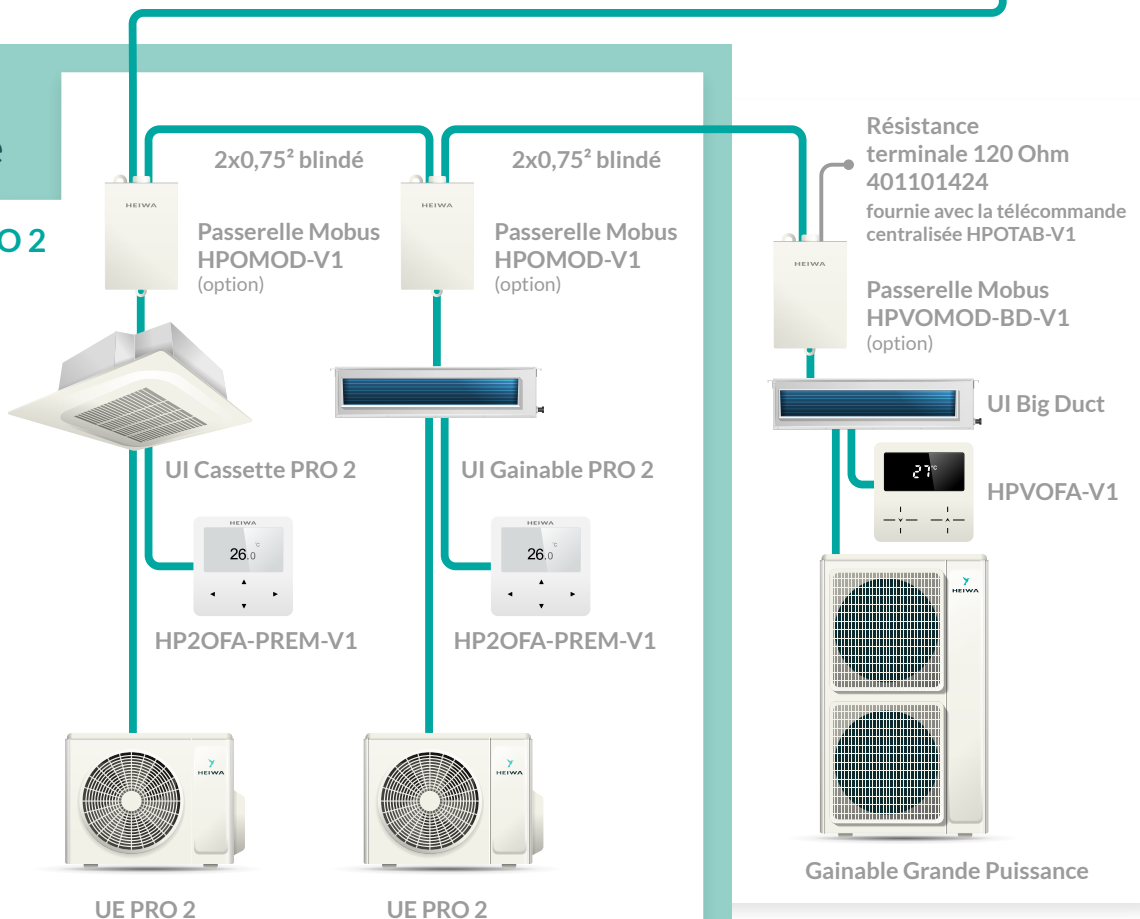 e
O 2
2x0,75² blindé
2x0,75² blindé
Résistance
terminale 120 Ohm
401101424
fournie avec la télécommande
centralisée HPOTAB-V1
HEIWA
Passerelle Mobus
HPOMOD-V1
(option)
HEIWA
Passerelle Mobus
HPOMOD-V1
(option)
HEIWA
Passerelle Mobus
HPVOMOD-BD-V1
(option)
UI Cassette PRO 2
UI Gainable PRO 2
UI Big Duct
27°C
HPVOFA-V1
HEIWA
26.0 °C
HP2OFA-PREM-V1
HEIWA
26.0 °C
HP2OFA-PREM-V1
HEIWA
HEIWA
HEIWA
UE PRO 2
UE PRO 2
Gainable Grande Puissance